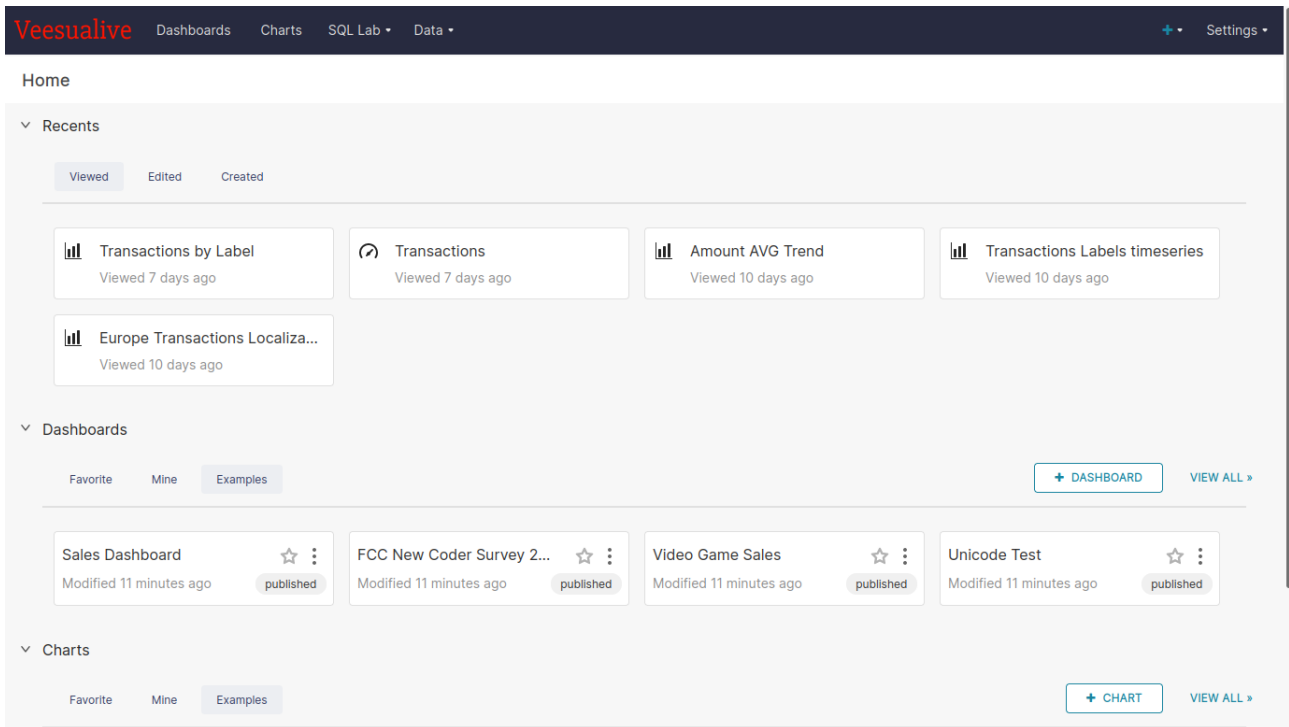 Veesualive Dashboards Charts SQL Lab Data + Settings
Home
Recents
Viewed Edited Created
Transactions by Label
Viewed 7 days ago
Transactions
Viewed 7 days ago
Amount AVG Trend
Viewed 10 days ago
Transactions Labels timeseries
Viewed 10 days ago
Europe Transactions Localiza...
Viewed 10 days ago
Dashboards
Favorite Mine Examples + DASHBOARD VIEW ALL »
Sales Dashboard
Modified 11 minutes ago published
FCC New Coder Survey 2...
Modified 11 minutes ago published
Video Game Sales
Modified 11 minutes ago published
Unicode Test
Modified 11 minutes ago published
Charts
Favorite Mine Examples + CHART VIEW ALL »